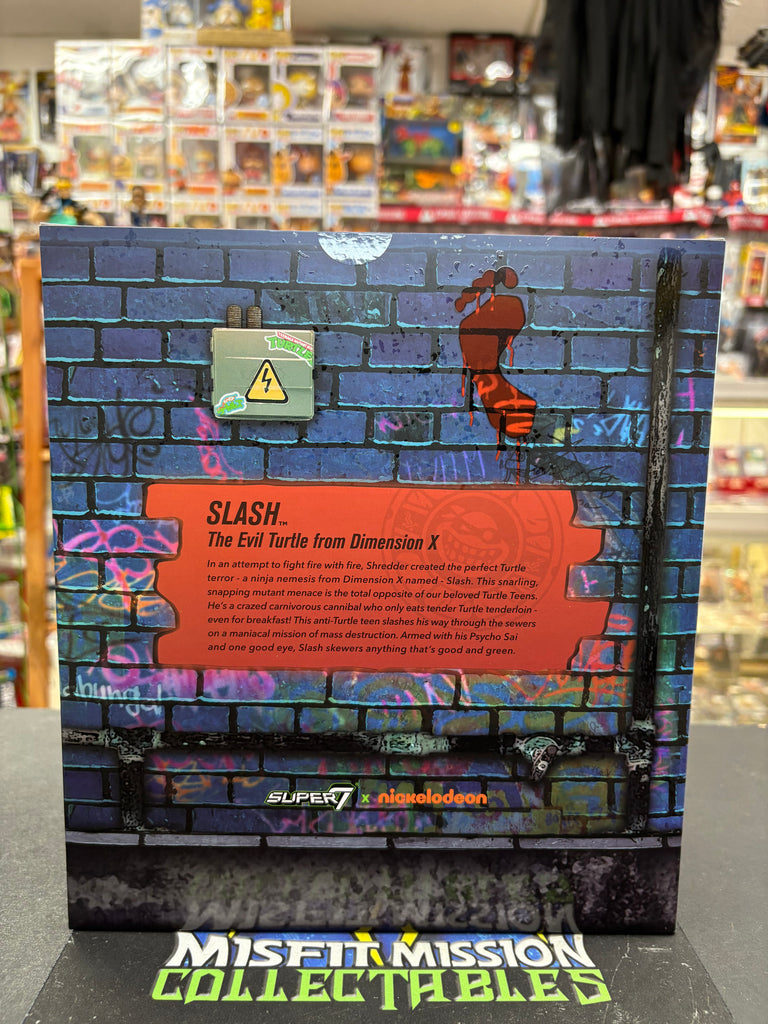 TURTLES
SLASH™
The Evil Turtle from Dimension X
In an attempt to fight fire with fire, Shredder created the perfect Turtle
terror - a ninja nemesis from Dimension X named - Slash. This snarling,
snapping mutant menace is the total opposite of our beloved Turtle Teens.
He's a crazed carnivorous cannibal who only eats tender Turtle tenderloin -
even for breakfast! This anti-Turtle teen slashes his way through the sewers
on a maniacal mission of mass destruction. Armed with his Psycho Sai
and one good eye, Slash skewers anything that's good and green.
SUPER7 x nickelodeon
MISFIT MISSION
COLLECTABLES